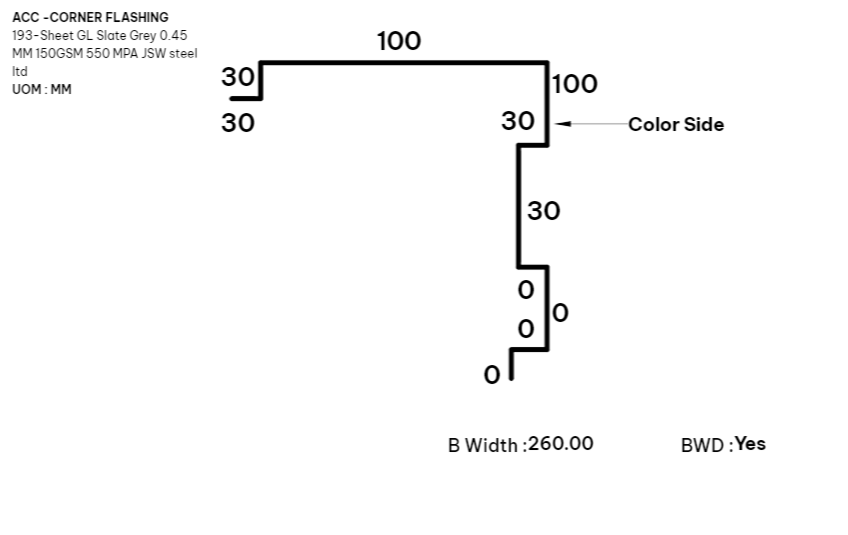 ACC -CORNER FLASHING
193-Sheet GL Slate Grey 0.45
MM 150GSM 550 MPA JSW steel
ltd
UOM : MM
100
30
100
30
30
Color Side
30
0
0
0
0
B Width :260.00
BWD :Yes